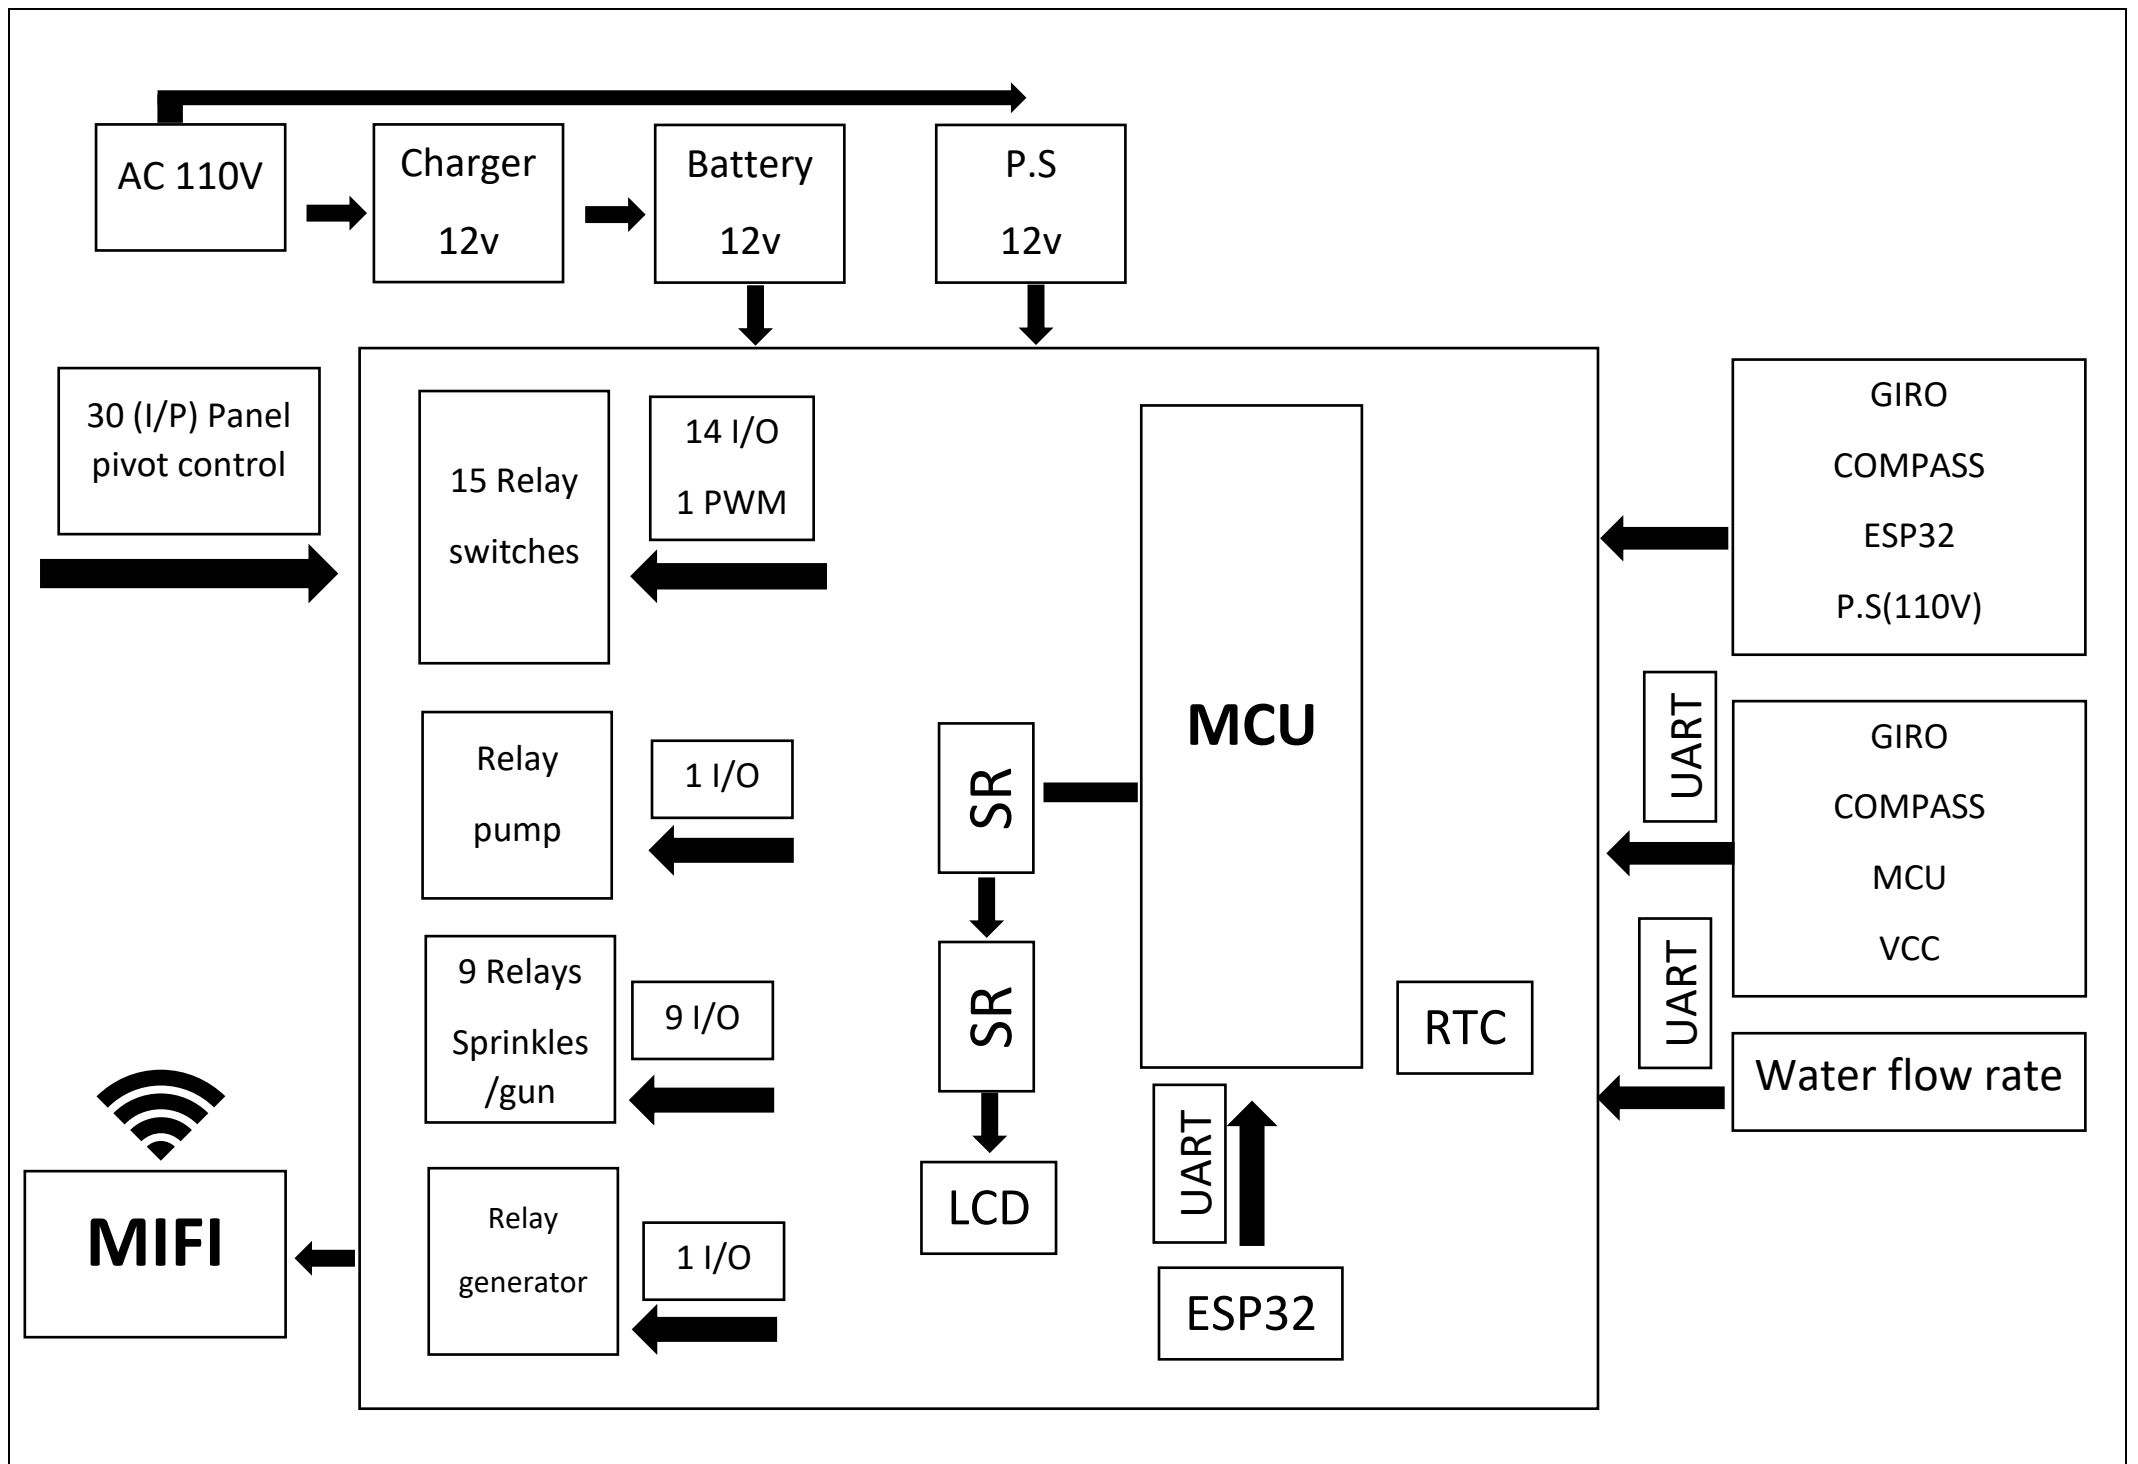 AC 110V
Charger
12v
Battery
12v
P.S
12v
30 (I/P) Panel
pivot control
15 Relay
switches
14 I/O
1 PWM
Relay
pump
1 I/O
9 Relays
Sprinkles
/gun
9 I/O
Relay
generator
1 I/O
MIFI
SR
SR
LCD
MCU
RTC
UART
ESP32
GIRO
COMPASS
ESP32
P.S(110V)
UART
GIRO
COMPASS
MCU
VCC
UART
Water flow rate